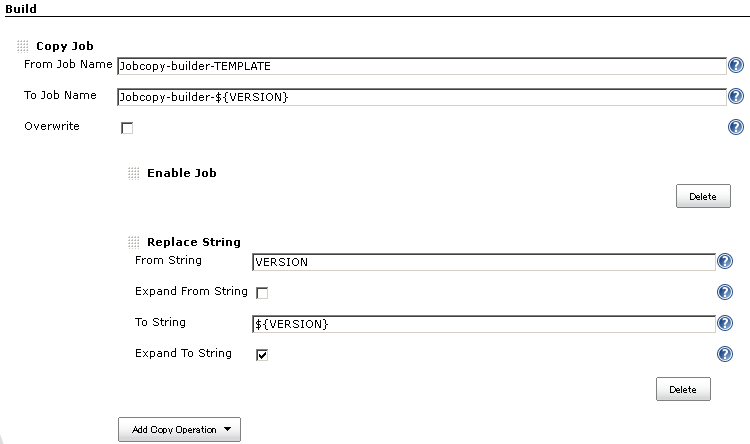 Build
Copy Job
From Job Name Jobcopy-builder-TEMPLATE ?
To Job Name Jobcopy-builder-${VERSION} ?
Overwrite ?
Enable Job
Delete
Replace String
From String VERSION ?
Expand From String ?
To String ${VERSION} ?
Expand To String ?
Delete
Add Copy Operation